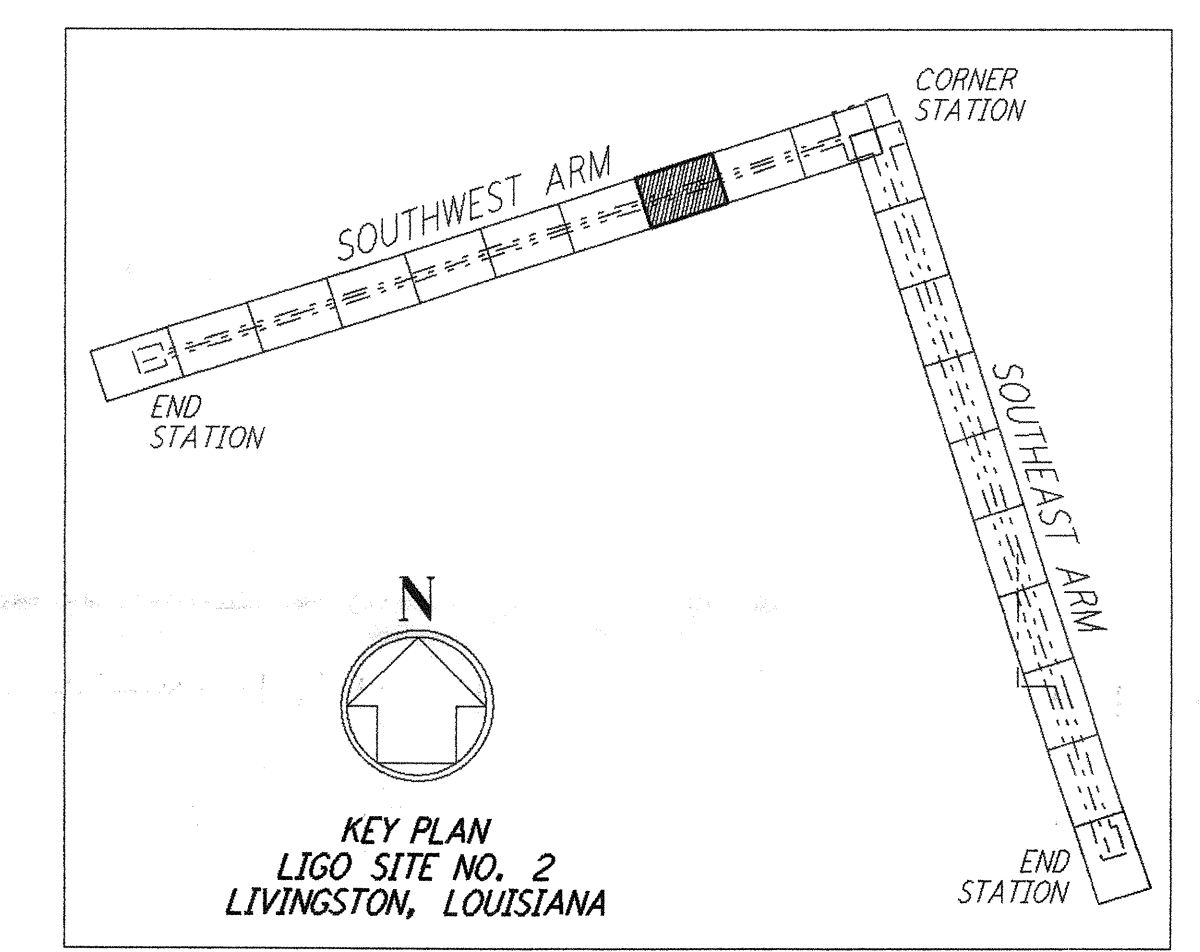 CORNER
STATION
SOUTHWEST ARM
END
STATION
SOUTHEAST ARM
N
KEY PLAN
LIGO SITE NO. 2
LIVINGSTON, LOUISIANA
END
STATION